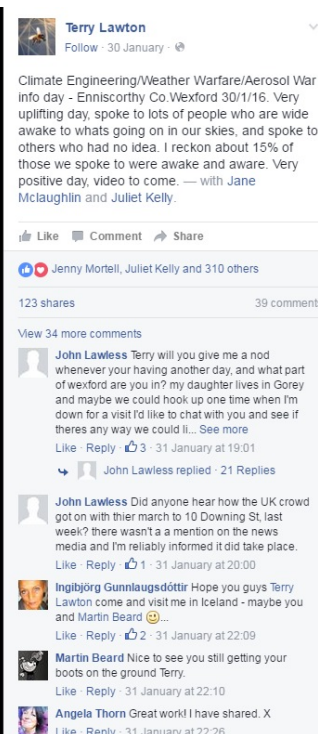 Terry Lawton
Follow · 30 January ·
Climate Engineering/Weather Warfare/Aerosol War
info day - Enniscorthy Co.Wexford 30/1/16. Very
uplifting day, spoke to lots of people who are wide
awake to whats going on in our skies, and spoke to
others who had no idea. I reckon about 15% of
those we spoke to were awake and aware. Very
positive day, video to come. — with Jane
Mclaughlin and Juliet Kelly.
Like Comment Share
Jenny Mortell, Juliet Kelly and 310 others
123 shares 39 comment
View 34 more comments
John Lawless Terry will you give me a nod
whenever your having another day, and what part
of wexford are you in? my daughter lives in Gorey
and maybe we could hook up one time when I'm
down for a visit I'd like to chat with you and see if
theres any way we could li... See more
Like · Reply · 3 · 31 January at 19:01
John Lawless replied · 21 Replies
John Lawless Did anyone hear how the UK crowd
got on with thier march to 10 Downing St, last
week? there wasn't a a mention on the news
media and I'm reliably informed it did take place.
Like · Reply · 1 · 31 January at 20:00
Ingibjörg Gunnlaugsdóttir Hope you guys Terry
Lawton come and visit me in Iceland - maybe you
and Martin Beard 🙂...
Like · Reply · 2 · 31 January at 22:09
Martin Beard Nice to see you still getting your
boots on the ground Terry.
Like · Reply · 31 January at 22:10
Angela Thorn Great work! I have shared. X
Like · Reply · 31 January at 22:26